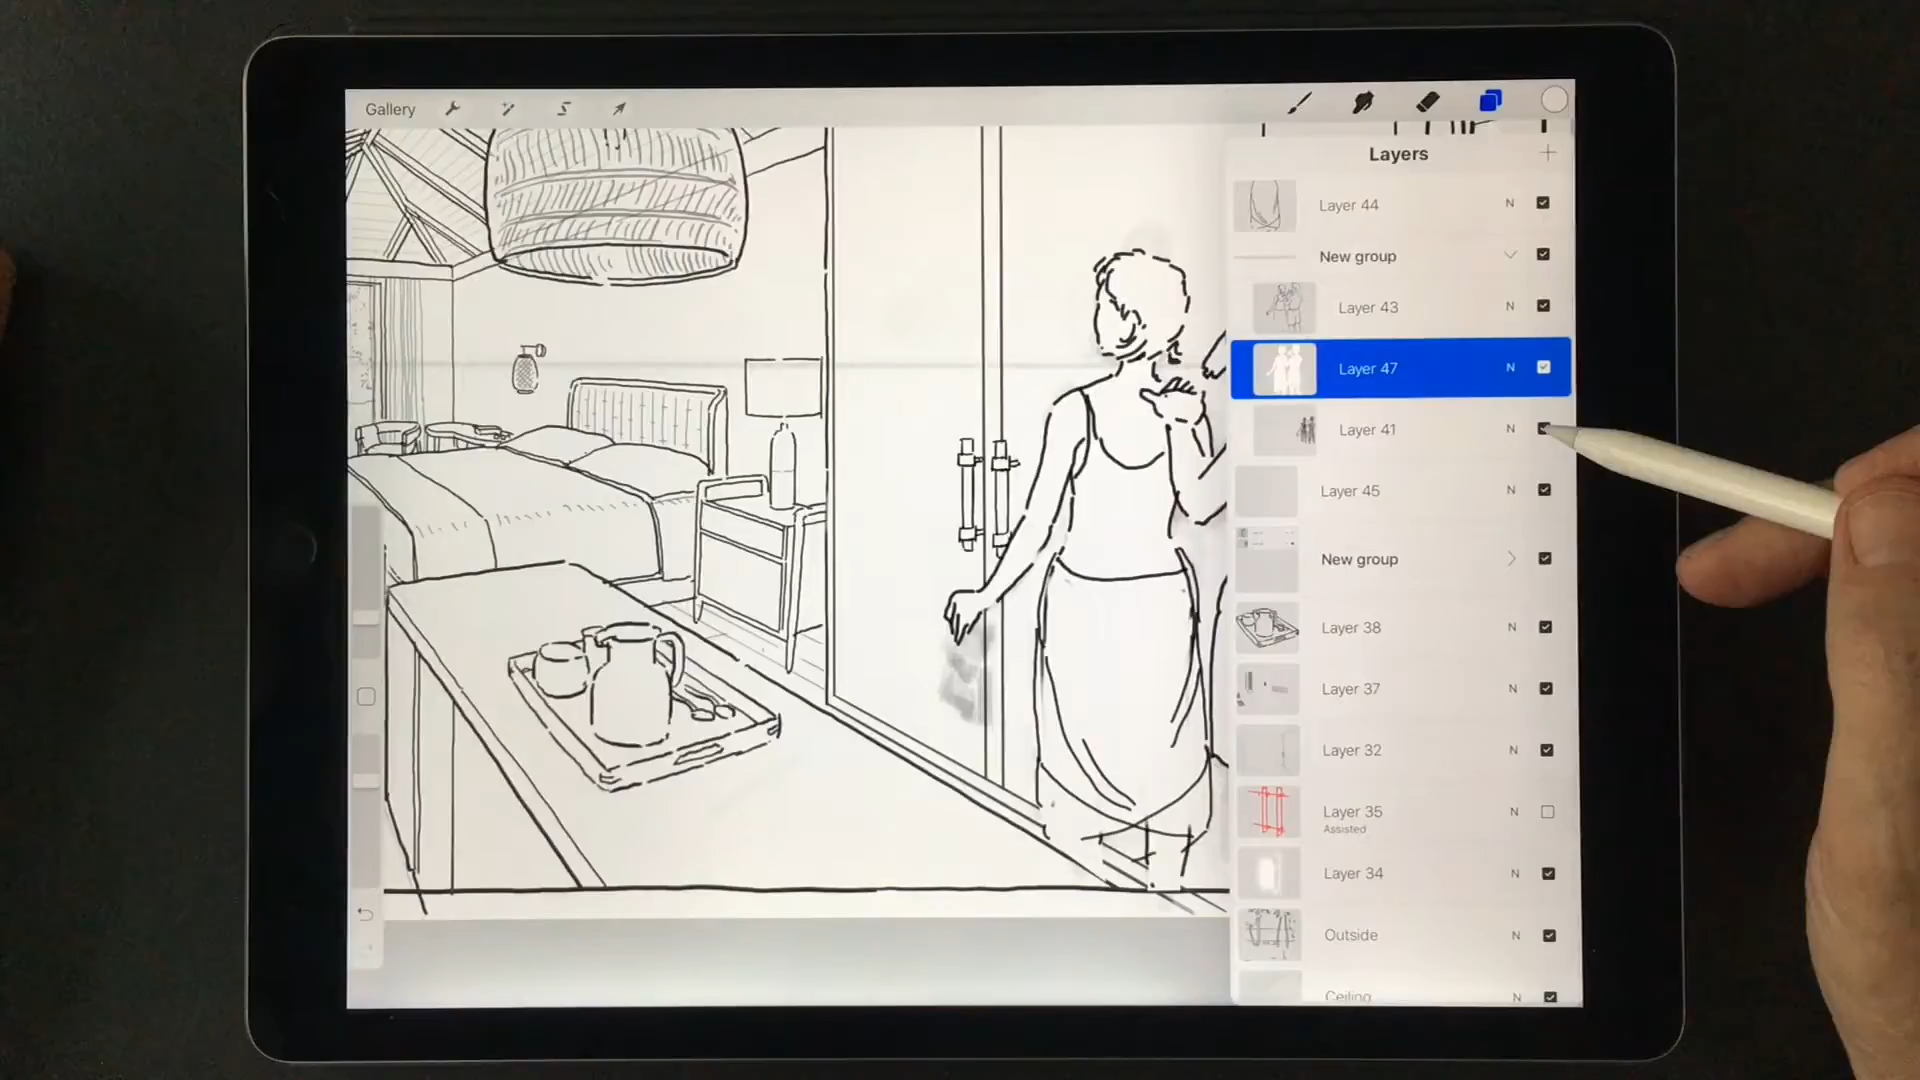 Gallery
Layers
Layer 44 N
New group
Layer 43 N
Layer 47 N
Layer 41 N
Layer 45 N
New group
Layer 38 N
Layer 37 N
Layer 32 N
Layer 35 N
Assisted
Layer 34 N
Outside N
Ceiling N